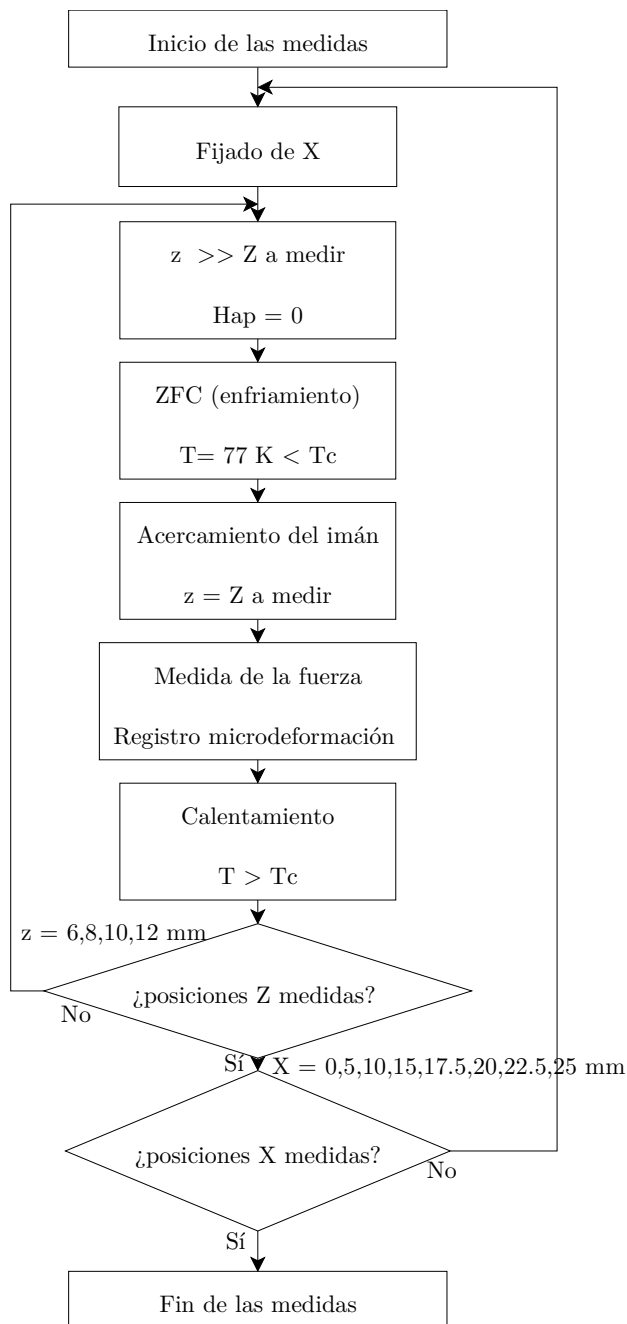 Inicio de las medidas
Fijado de X
z >> Z a medir
Hap = 0
ZFC (enfriamiento)
T= 77 K < Tc
Acercamiento del imán
z = Z a medir
Medida de la fuerza
Registro microdeformación
Calentamiento
T > Tc
z = 6,8,10,12 mm
¿posiciones Z medidas?
No
Sí
X = 0,5,10,15,17.5,20,22.5,25 mm
¿posiciones X medidas?
No
Sí
Fin de las medidas